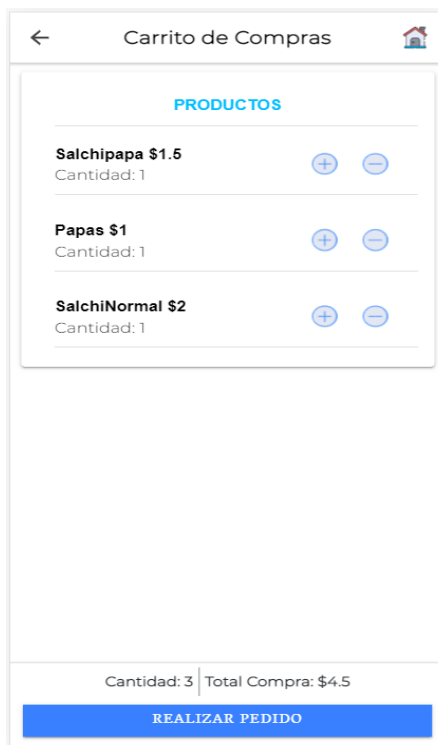 Carrito de Compras
PRODUCTOS
Salchipapa $1.5
Cantidad: 1
Papas $1
Cantidad: 1
SalchiNormal $2
Cantidad: 1
Cantidad: 3 Total Compra: $4.5
REALIZAR PEDIDO